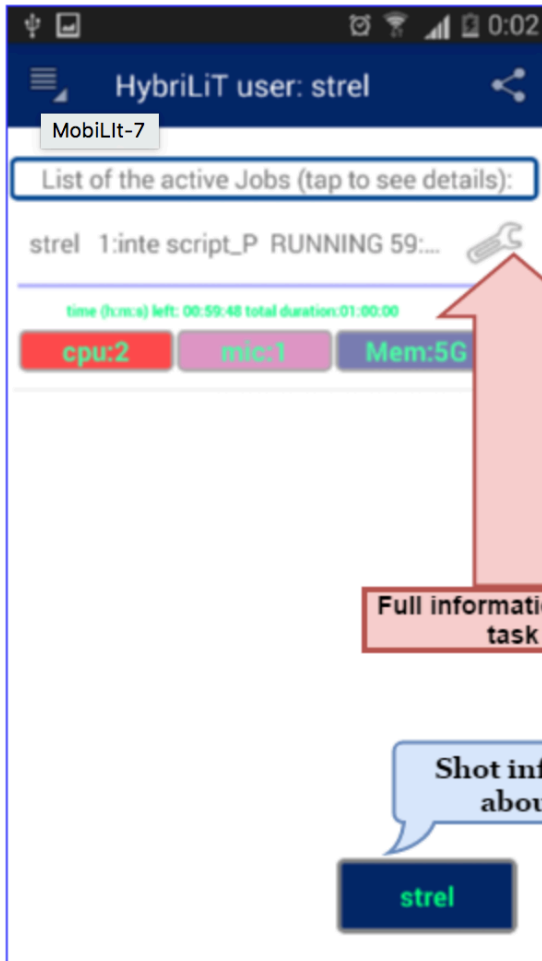 0:02
HybriLiT user: strel
MobiLIt-7
List of the active Jobs (tap to see details):
strel 1:inte script_P RUNNING 59:...
time (h:m:s) left: 00:59:48 total duration:01:00:00
cpu:2 mic:1 Mem:5G
Full informati
task
Shot inf
abou
strel